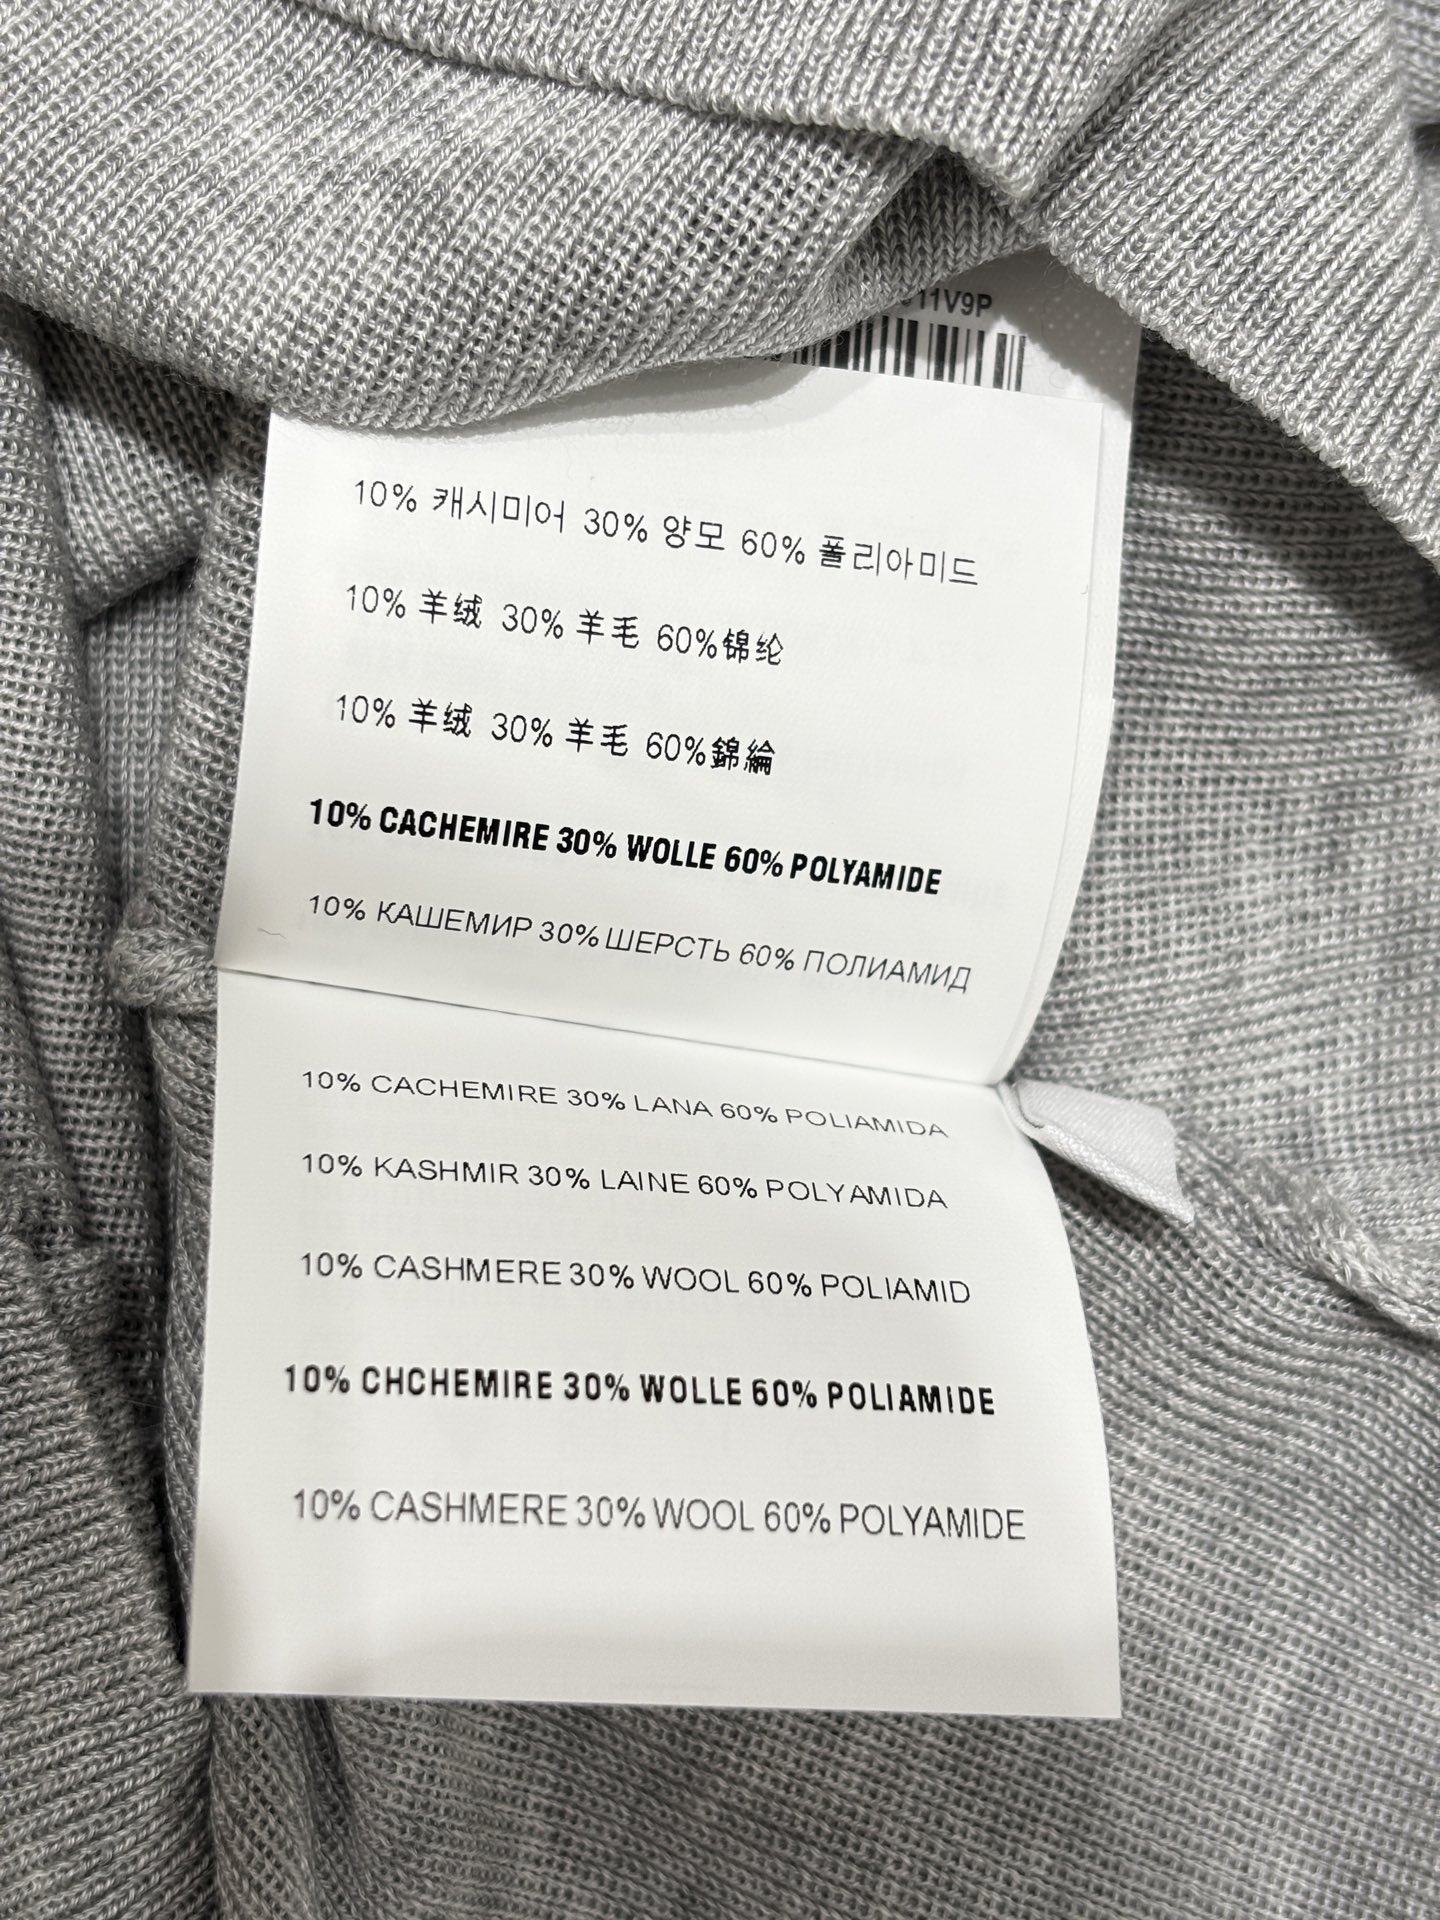 11V9P
10% 캐시미어 30% 양모 60% 폴리아미드
10% 羊绒 30% 羊毛 60%锦纶
10% 羊绒 30% 羊毛 60%錦綸
10% CACHEMIRE 30% WOLLE 60% POLYAMIDE
10% КАШЕМИР 30% ШЕРСТЬ 60% ПОЛИАМИД
10% CACHEMIRE 30% LANA 60% POLIAMIDA
10% KASHMIR 30% LAINE 60% POLYAMIDA
10% CASHMERE 30% WOOL 60% POLIAMID
10% CHCHEMIRE 30% WOLLE 60% POLIAMIDE
10% CASHMERE 30% WOOL 60% POLYAMIDE